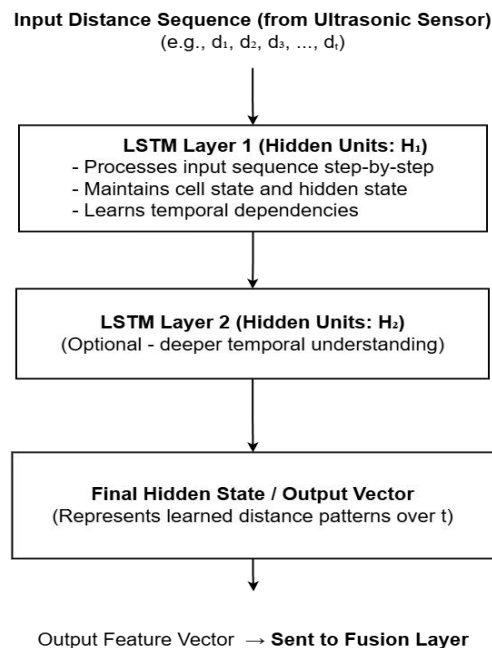 Input Distance Sequence (from Ultrasonic Sensor)
(e.g., d₁, d₂, d₃, ..., dₜ)
LSTM Layer 1 (Hidden Units: H₁)
- Processes input sequence step-by-step
- Maintains cell state and hidden state
- Learns temporal dependencies
LSTM Layer 2 (Hidden Units: H₂)
(Optional - deeper temporal understanding)
Final Hidden State / Output Vector
(Represents learned distance patterns over t)
Output Feature Vector → Sent to Fusion Layer